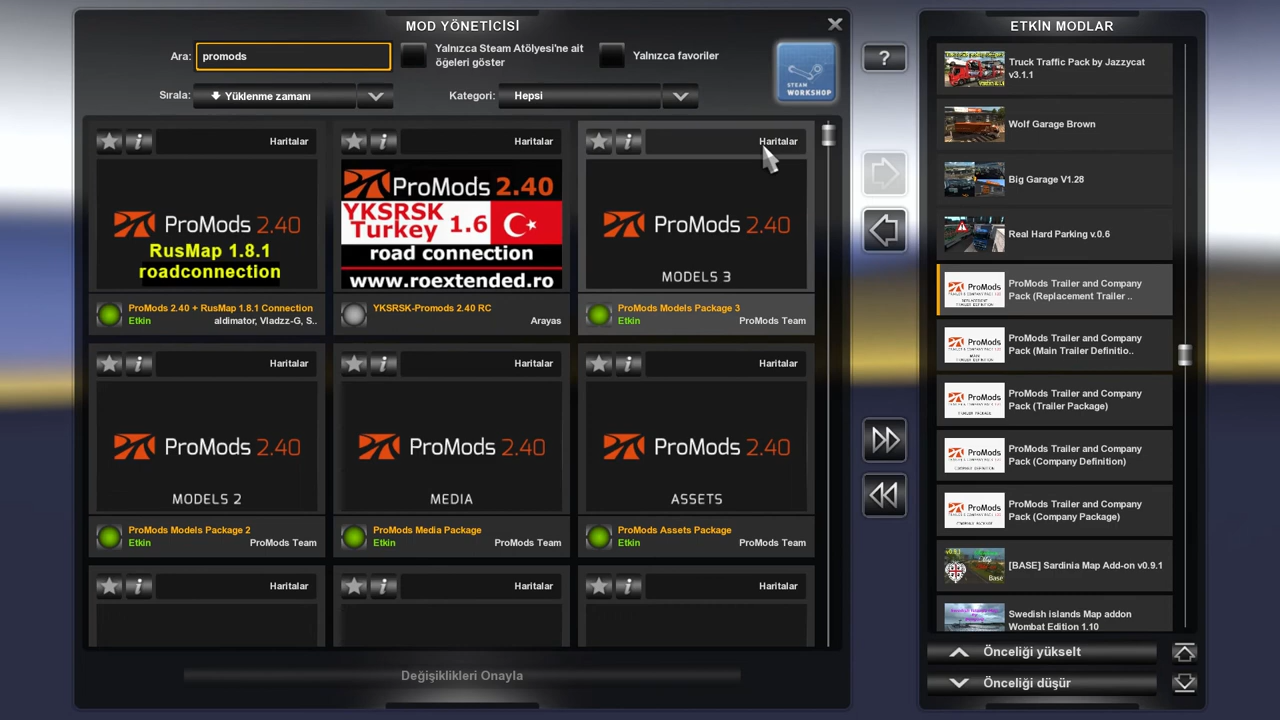 MOD YÖNETİCİSİ
Ara:
promods
Yalnızca Steam Atölyesi'ne ait
öğeleri göster
Yalnızca favoriler
STEAM
WORKSHOP
Sırala:
Yüklenme zamanı
Kategori:
Hepsi
Haritalar
ProMods 2.40
RusMap 1.8.1
roadconnection
ProMods 2.40 + RusMap 1.8.1 Connection
Etkin
aldimator, Vladzz-G, S..
Haritalar
ProMods 2.40
YKSRSK
Turkey 1.6
road connection
www.roextended.ro
YKSRSK-Promods 2.40 RC
Arayas
Haritalar
ProMods 2.40
MODELS 3
ProMods Models Package 3
Etkin
ProMods Team
Haritalar
ProMods 2.40
MODELS 2
ProMods Models Package 2
Etkin
ProMods Team
Haritalar
ProMods 2.40
MEDIA
ProMods Media Package
Etkin
ProMods Team
Haritalar
ProMods 2.40
ASSETS
ProMods Assets Package
Etkin
ProMods Team
Haritalar
Haritalar
Haritalar
Değişiklikleri Onayla
?
ETKİN MODLAR
Truck Traffic Pack by Jazzycat
v3.1.1
Wolf Garage Brown
Big Garage V1.28
Real Hard Parking v.0.6
ProMods Trailer and Company
Pack (Replacement Trailer ..
ProMods Trailer and Company
Pack (Main Trailer Definitio..
ProMods Trailer and Company
Pack (Trailer Package)
ProMods Trailer and Company
Pack (Company Definition)
ProMods Trailer and Company
Pack (Company Package)
[BASE] Sardinia Map Add-on v0.9.1
Swedish islands Map addon
Wombat Edition 1.10
Önceliği yükselt
Önceliği düşür